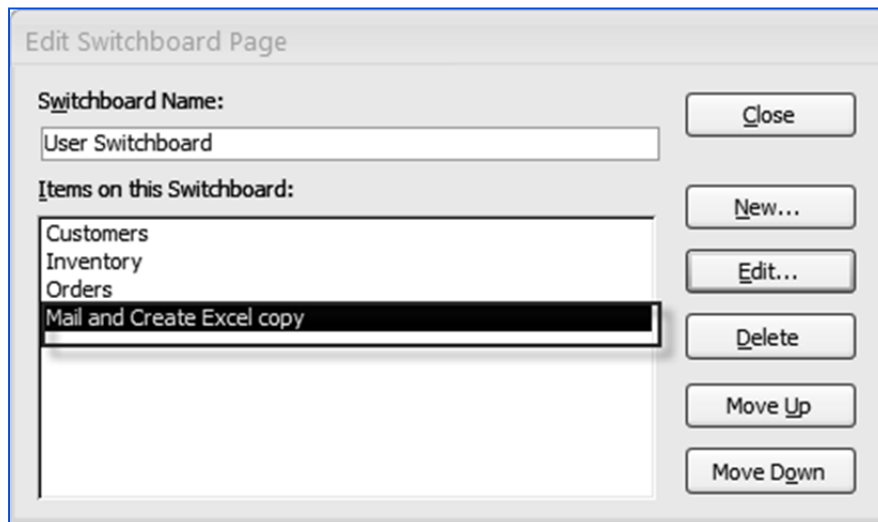 Edit Switchboard Page
Switchboard Name:
Close
User Switchboard
Items on this Switchboard:
New...
Customers
Inventory
Edit...
Orders
Mail and Create Excel copy
Delete
Move Up
Move Down